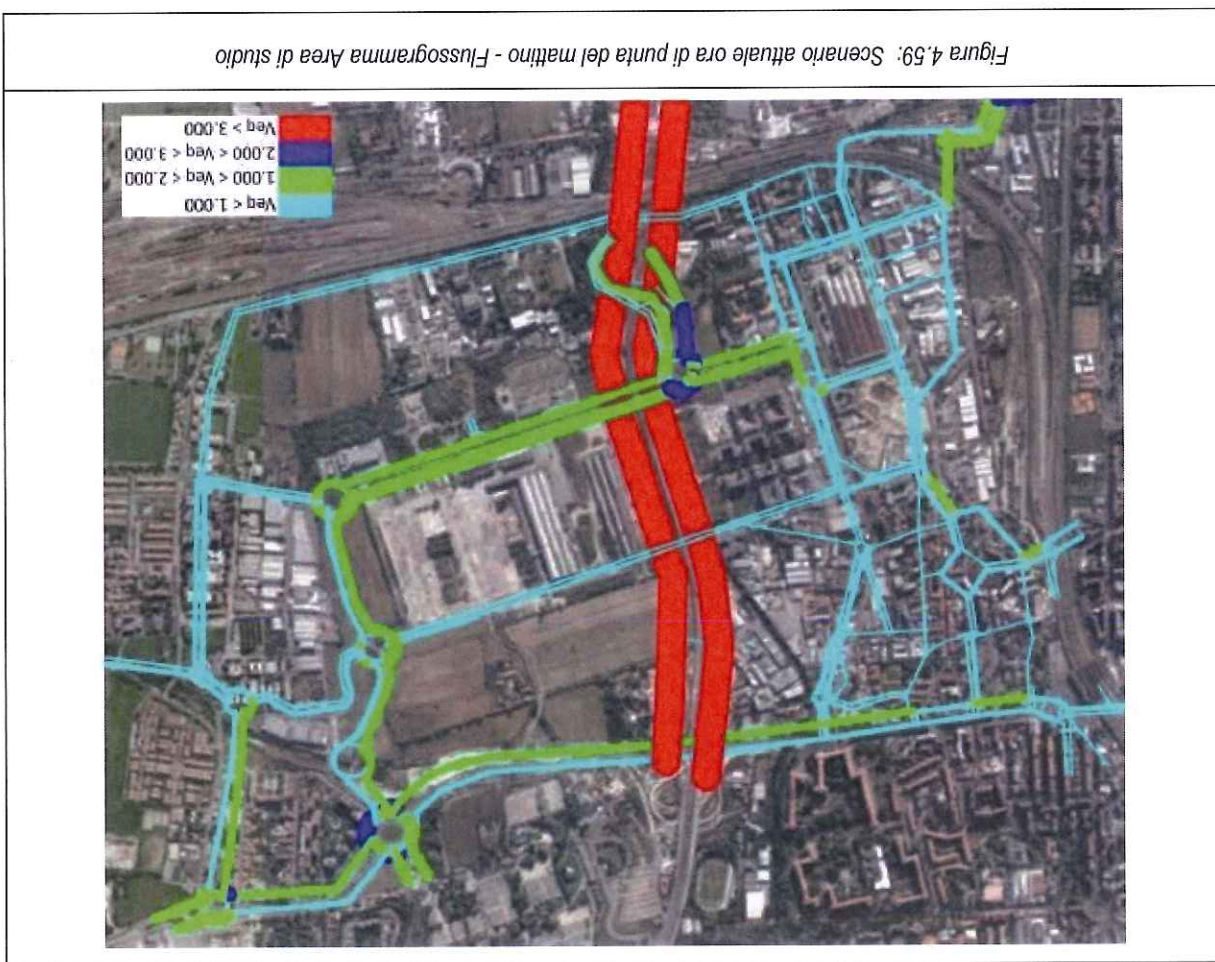 Veq < 1.000
1.000 < Veq < 2.000
2.000 < Veq < 3.000
Veq > 3.000
Figura 4.59: Scenario attuale ora di punta del mattino - Flussogramma Area di studio